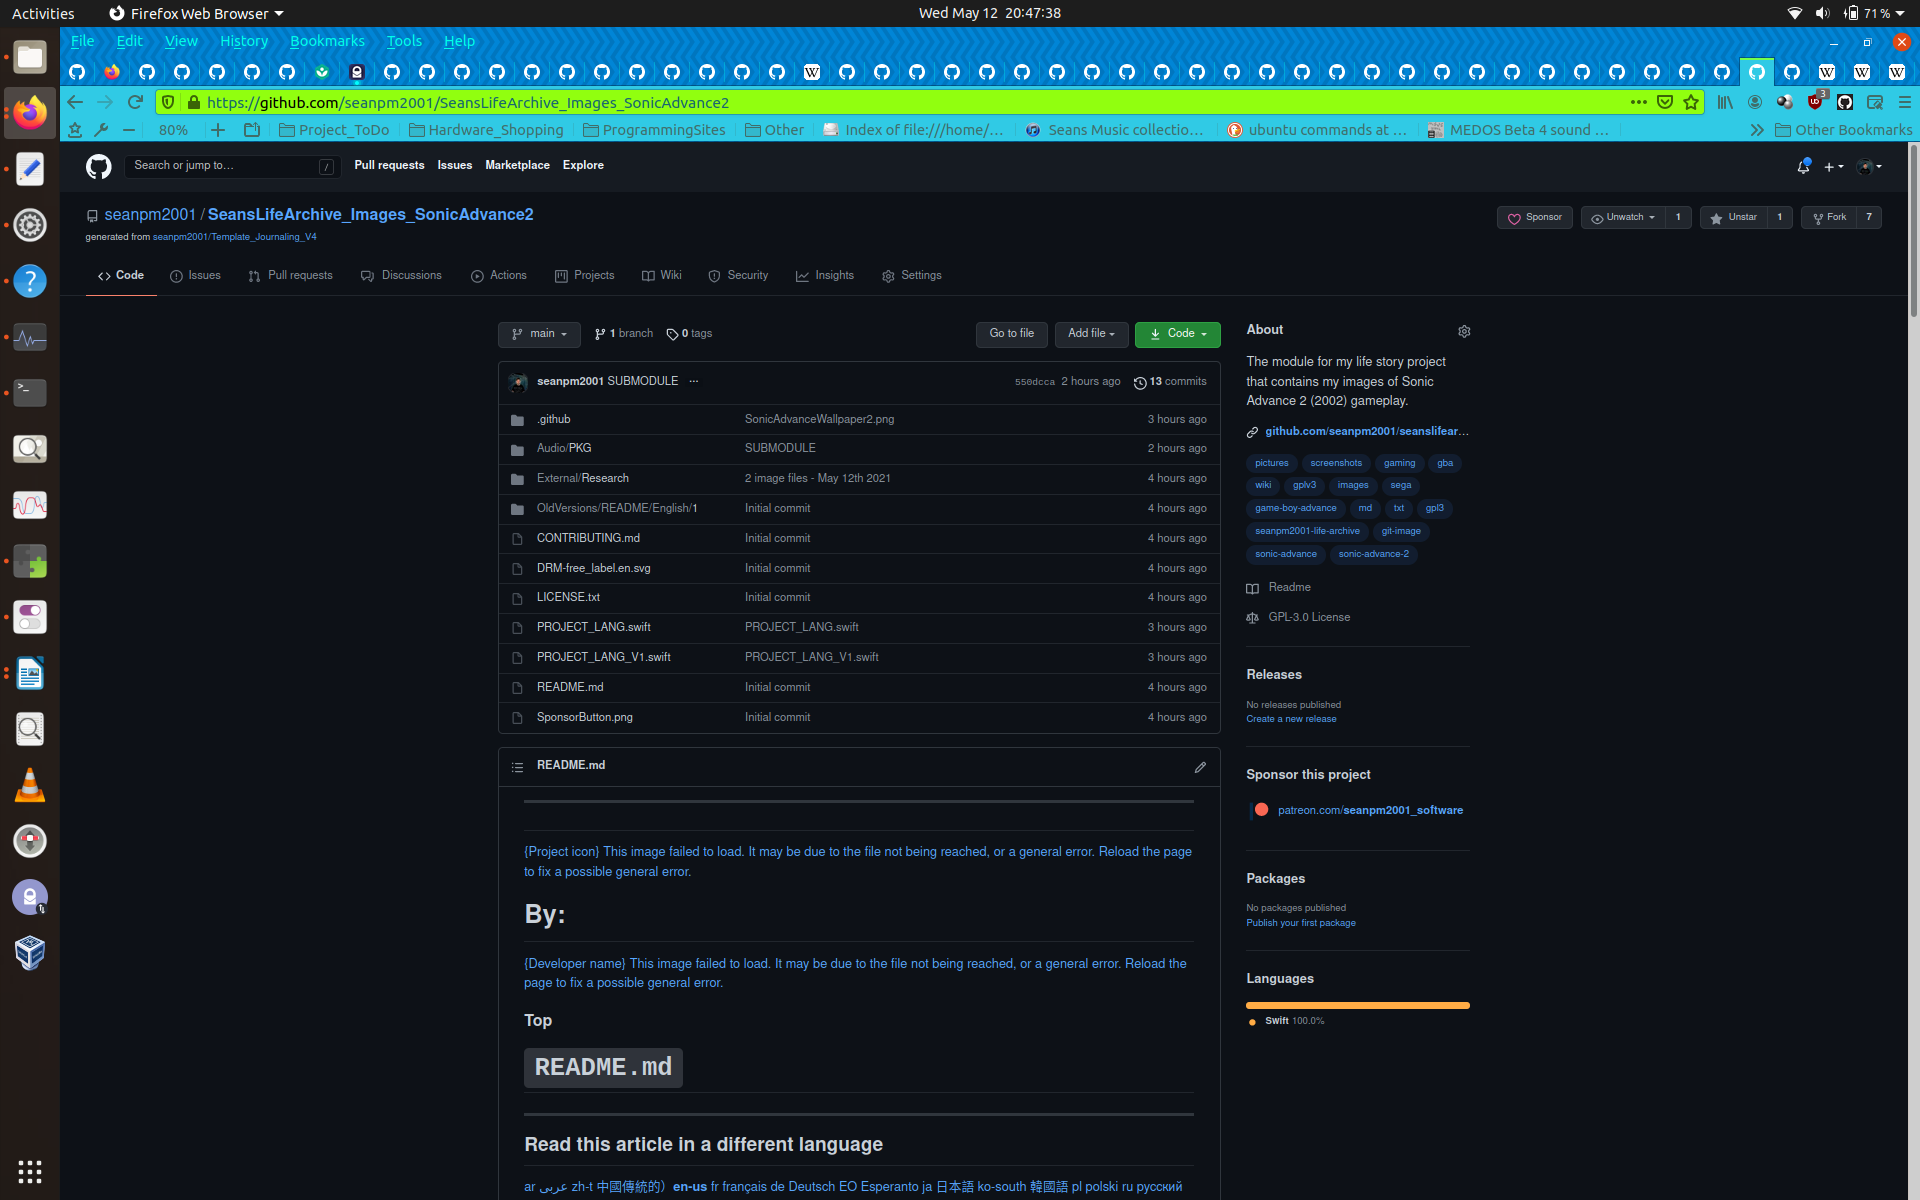 Activities Firefox Web Browser Wed May 12 20:47:38 71 %
File Edit View History Bookmarks Tools Help
https://github.com/seanpm2001/SeansLifeArchive_Images_SonicAdvance2 3
80% Project_ToDo Hardware_Shopping ProgrammingSites Other Index of file:///home/... Seans Music collectio... ubuntu commands at ... MEDOS Beta 4 sound ... Other Bookmarks
Search or jump to... / Pull requests Issues Marketplace Explore
seanpm2001 / SeansLifeArchive_Images_SonicAdvance2 Sponsor Unwatch 1 Unstar 1 Fork 7
generated from seanpm2001/Template_Journaling_V4
Code Issues Pull requests Discussions Actions Projects Wiki Security Insights Settings
main 1 branch 0 tags Go to file Add file Code
seanpm2001 SUBMODULE ... 550dcca 2 hours ago 13 commits
.github SonicAdvanceWallpaper2.png 3 hours ago
Audio/PKG SUBMODULE 2 hours ago
External/Research 2 image files - May 12th 2021 4 hours ago
OldVersions/README/English/1 Initial commit 4 hours ago
CONTRIBUTING.md Initial commit 4 hours ago
DRM-free_label.en.svg Initial commit 4 hours ago
LICENSE.txt Initial commit 4 hours ago
PROJECT_LANG.swift PROJECT_LANG.swift 3 hours ago
PROJECT_LANG_V1.swift PROJECT_LANG_V1.swift 3 hours ago
README.md Initial commit 4 hours ago
SponsorButton.png Initial commit 4 hours ago
README.md
{Project icon} This image failed to load. It may be due to the file not being reached, or a general error. Reload the page
to fix a possible general error.
By:
{Developer name} This image failed to load. It may be due to the file not being reached, or a general error. Reload the
page to fix a possible general error.
Top
README.md
Read this article in a different language
ar عربى zh-t 中國傳統的） en-us fr français de Deutsch EO Esperanto ja 日本語 ko-south 韓國語 pl polski ru русский
About
The module for my life story project
that contains my images of Sonic
Advance 2 (2002) gameplay.
github.com/seanpm2001/seanslifear...
pictures screenshots gaming gba
wiki gplv3 images sega
game-boy-advance md txt gpl3
seanpm2001-life-archive git-image
sonic-advance sonic-advance-2
Readme
GPL-3.0 License
Releases
No releases published
Create a new release
Sponsor this project
patreon.com/seanpm2001_software
Packages
No packages published
Publish your first package
Languages
Swift 100.0%